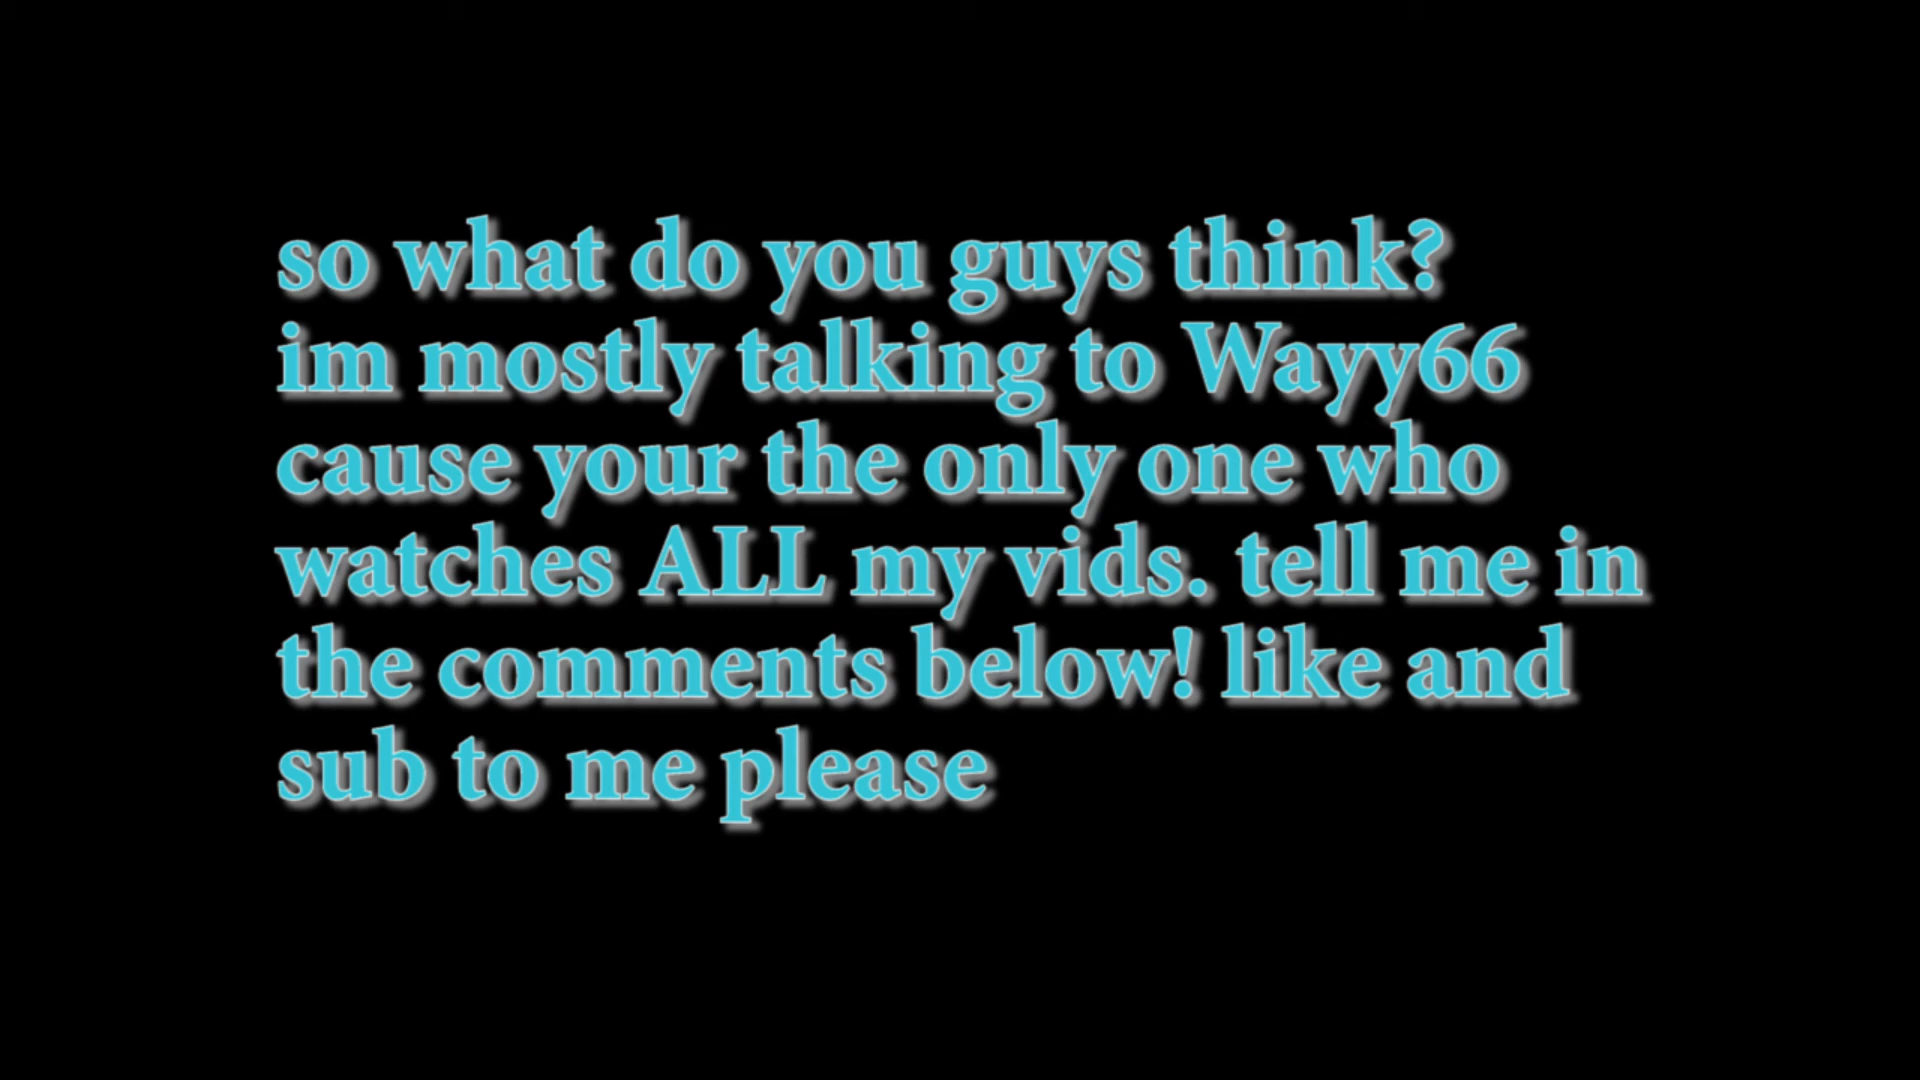 so what do you guys think?
im mostly talking to Wayy66
cause your the only one who
watches ALL my vids. tell me in
the comments below! like and
sub to me please